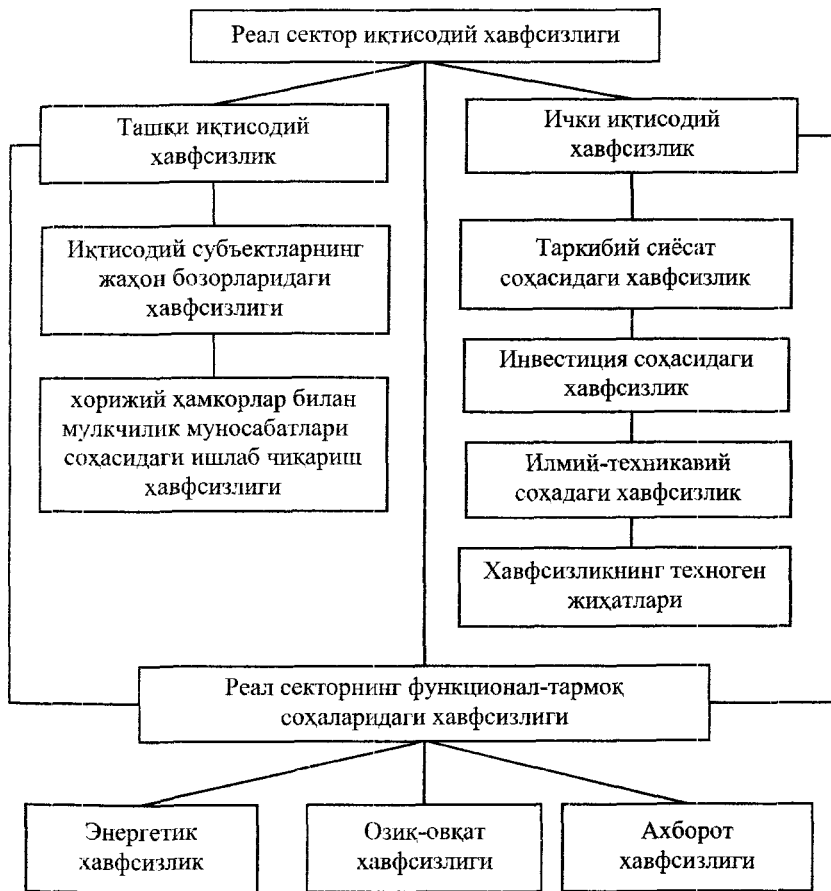 Реал сектор иқтисодий хавфсизлиги
Ташқи иқтисодий
хавфсизлик
Ички иқтисодий
хавфсизлик
Иқтисодий субъектларнинг
жаҳон бозорларидаги
хавфсизлиги
Таркибий сиёсат
соҳасидаги хавфсизлик
хорижий ҳамкорлар билан
мулкчилик муносабатлари
соҳасидаги ишлаб чиқариш
хавфсизлиги
Инвестиция соҳасидаги
хавфсизлик
Илмий-техникавий
соҳадаги хавфсизлик
Хавфсизликнинг техноген
жиҳатлари
Реал секторнинг функционал-тармоқ
соҳаларидаги хавфсизлиги
Энергетик
хавфсизлик
Озиқ-овқат
хавфсизлиги
Ахборот
хавфсизлиги